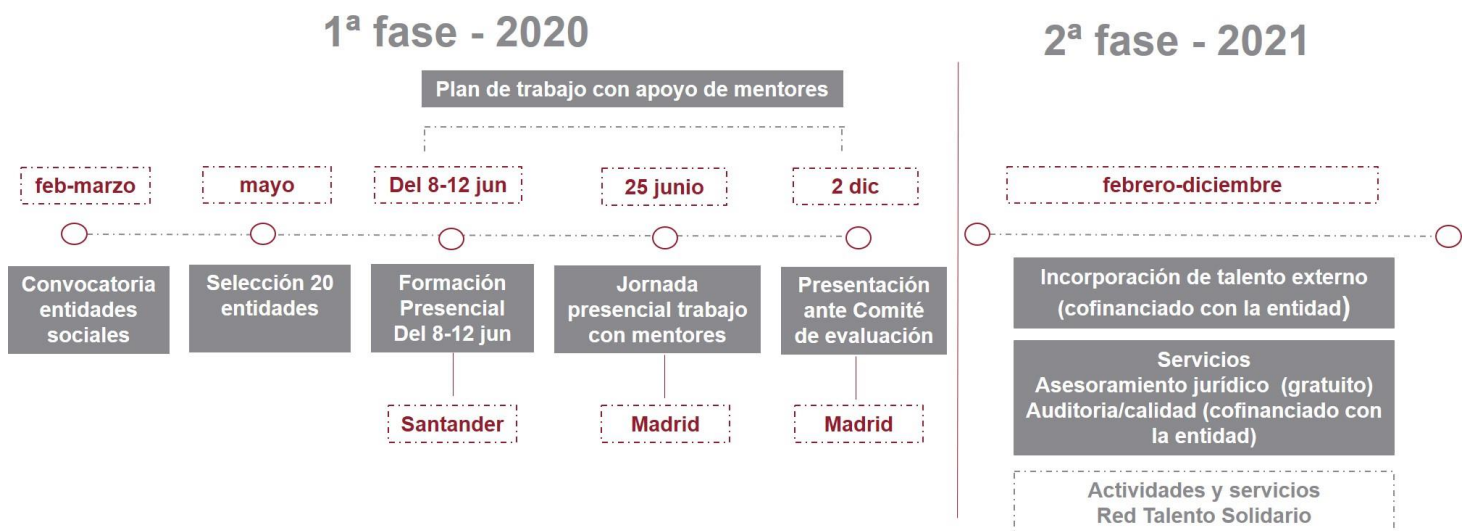 1ª fase - 2020
2ª fase - 2021
Plan de trabajo con apoyo de mentores
feb-marzo
mayo
Del 8-12 jun
25 junio
2 dic
febrero-diciembre
Convocatoria
entidades
sociales
Selección 20
entidades
Formación
Presencial
Del 8-12 jun
Jornada
presencial trabajo
con mentores
Presentación
ante Comité
de evaluación
Incorporación de talento externo
(cofinanciado con la entidad)
Servicios
Asesoramiento jurídico (gratuito)
Auditoria/calidad (cofinanciado con
la entidad)
Santander
Madrid
Madrid
Actividades y servicios
Red Talento Solidario